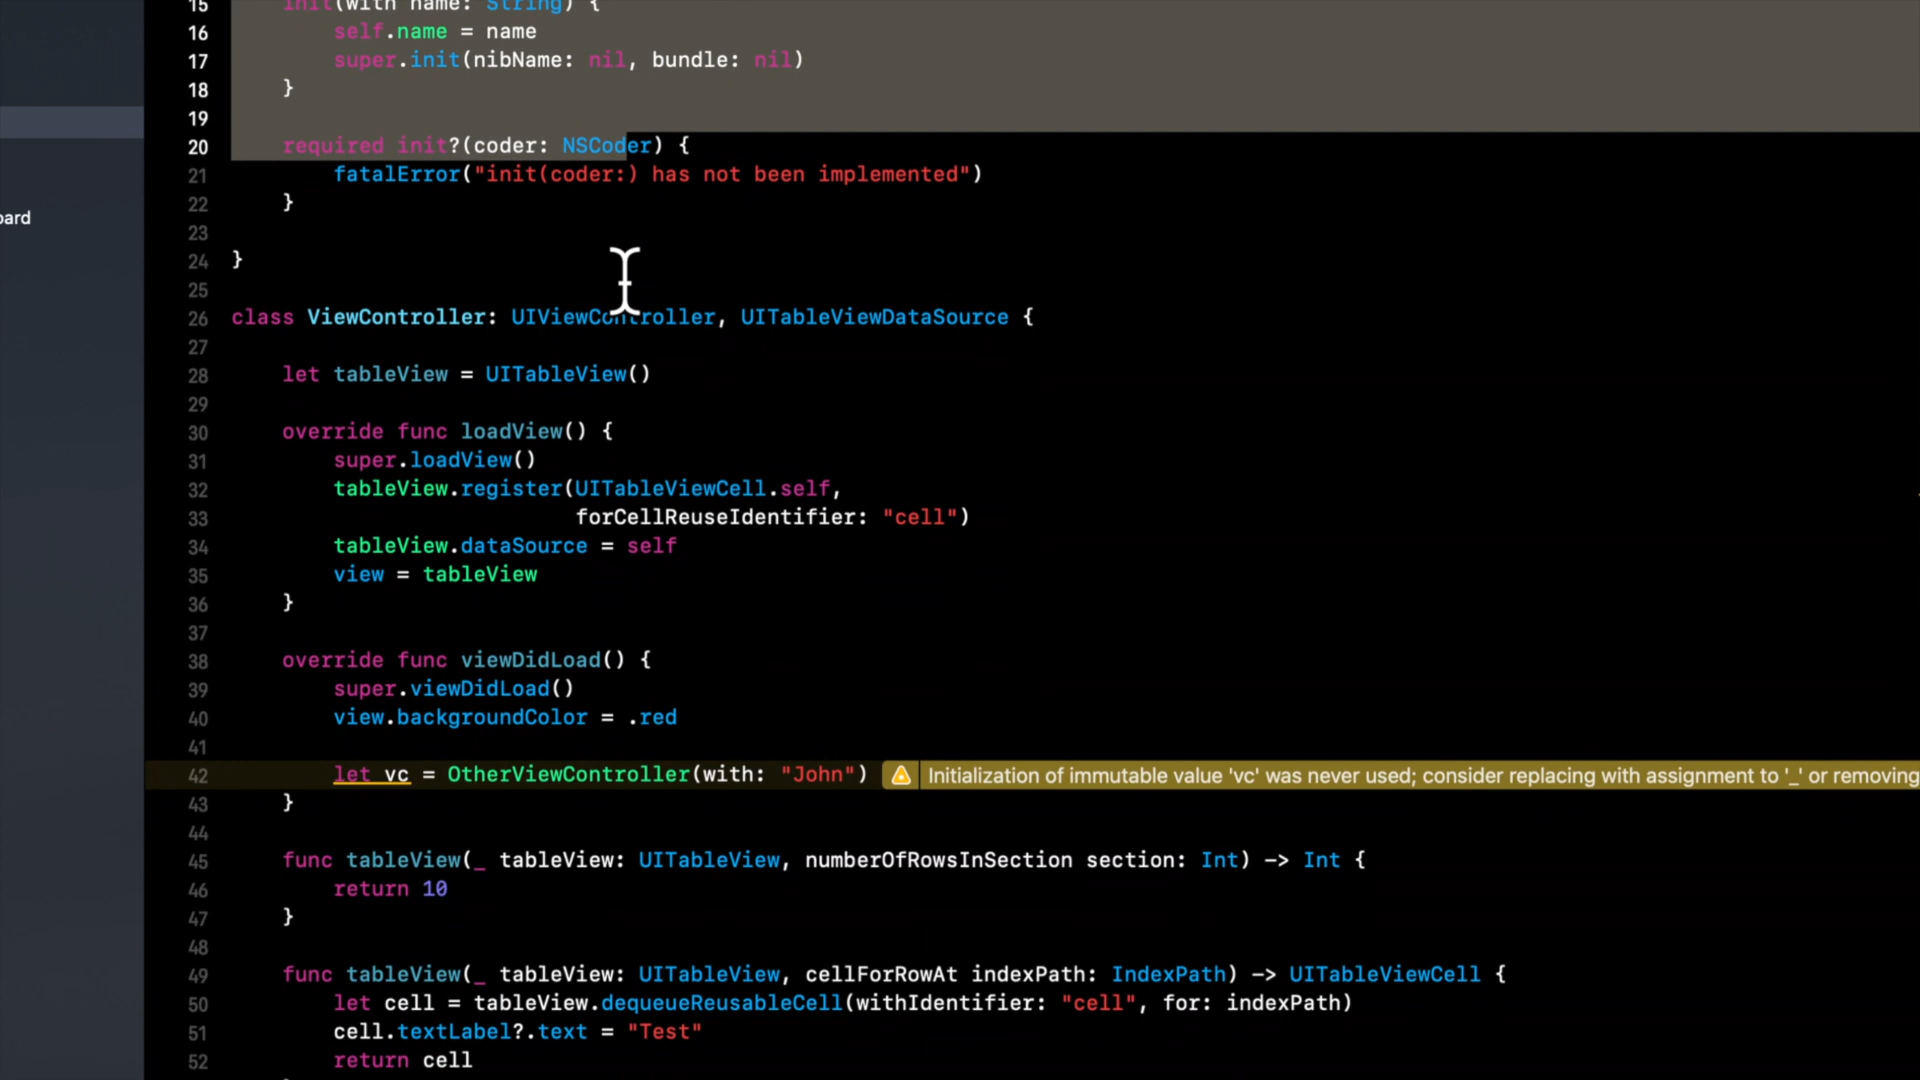 15 init(with name: String) {
16 self.name = name
17 super.init(nibName: nil, bundle: nil)
18 }
19
20 required init?(coder: NSCoder) {
21 fatalError("init(coder:) has not been implemented")
22 }
23
24 }
25
26 class ViewController: UIViewController, UITableViewDataSource {
27
28 let tableView = UITableView()
29
30 override func loadView() {
31 super.loadView()
32 tableView.register(UITableViewCell.self,
33 forCellReuseIdentifier: "cell")
34 tableView.dataSource = self
35 view = tableView
36 }
37
38 override func viewDidLoad() {
39 super.viewDidLoad()
40 view.backgroundColor = .red
41
42 let vc = OtherViewController(with: "John") Initialization of immutable value 'vc' was never used; consider replacing with assignment to '_' or removing
43 }
44
45 func tableView(_ tableView: UITableView, numberOfRowsInSection section: Int) -> Int {
46 return 10
47 }
48
49 func tableView(_ tableView: UITableView, cellForRowAt indexPath: IndexPath) -> UITableViewCell {
50 let cell = tableView.dequeueReusableCell(withIdentifier: "cell", for: indexPath)
51 cell.textLabel?.text = "Test"
52 return cell